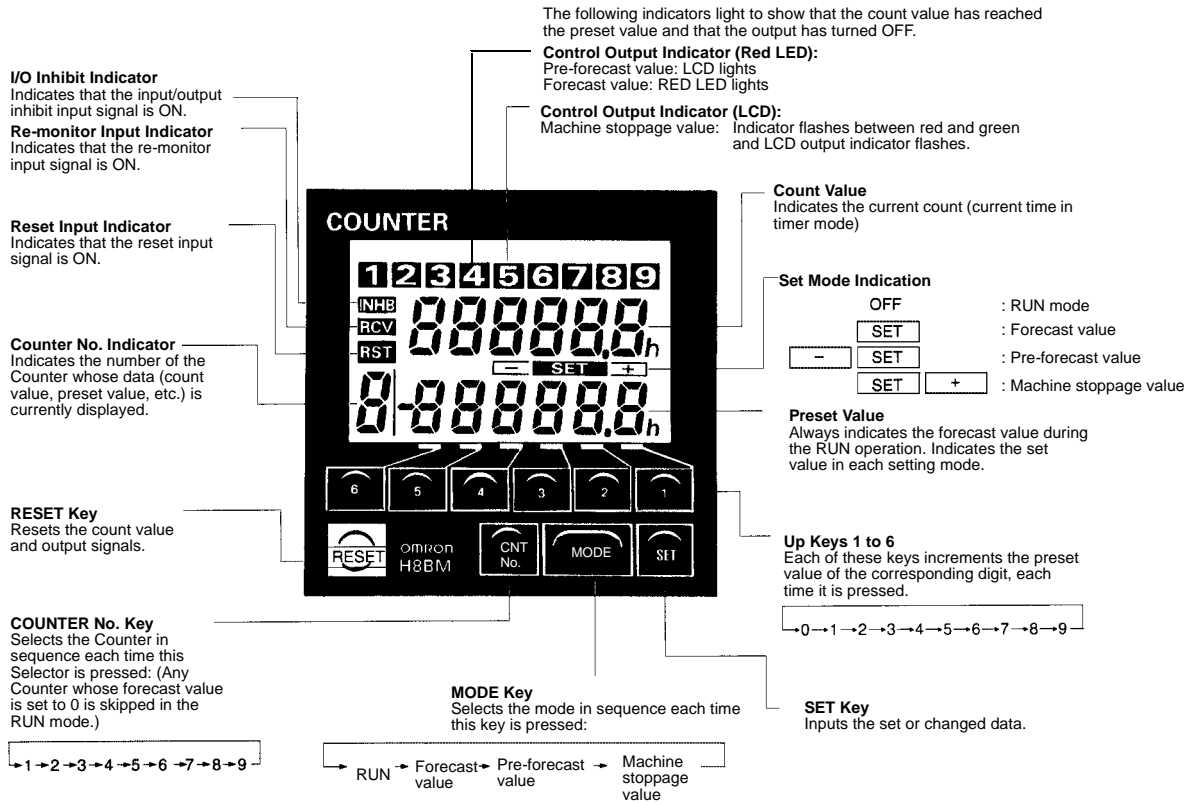 The following indicators light to show that the count value has reached
the preset value and that the output has turned OFF.
Control Output Indicator (Red LED):
Pre-forecast value: LCD lights
Forecast value: RED LED lights
Control Output Indicator (LCD):
Machine stoppage value: Indicator flashes between red and green
and LCD output indicator flashes.
I/O Inhibit Indicator
Indicates that the input/output
inhibit input signal is ON.
Re-monitor Input Indicator
Indicates that the re-monitor
input signal is ON.
Reset Input Indicator
Indicates that the reset input
signal is ON.
Counter No. Indicator
Indicates the number of the
Counter whose data (count
value, preset value, etc.) is
currently displayed.
RESET Key
Resets the count value
and output signals.
COUNTER No. Key
Selects the Counter in
sequence each time this
Selector is pressed: (Any
Counter whose forecast value
is set to 0 is skipped in the
RUN mode.)
1→2→3→4→5→6→7→8→9
COUNTER
1 2 3 4 5 6 7 8 9
INHB
888888.8h
RCV
RST
− SET +
8 -88888.8h
6 5 4 3 2 1
RESET
OMRON
H8BM
CNT
No.
MODE
SET
Count Value
Indicates the current count (current time in
timer mode)
Set Mode Indication
OFF : RUN mode
SET : Forecast value
− SET : Pre-forecast value
SET + : Machine stoppage value
Preset Value
Always indicates the forecast value during
the RUN operation. Indicates the set
value in each setting mode.
Up Keys 1 to 6
Each of these keys increments the preset
value of the corresponding digit, each
time it is pressed.
→0→1→2→3→4→5→6→7→8→9
MODE Key
Selects the mode in sequence each time
this key is pressed:
RUN → Forecast value → Pre-forecast value → Machine stoppage value
SET Key
Inputs the set or changed data.